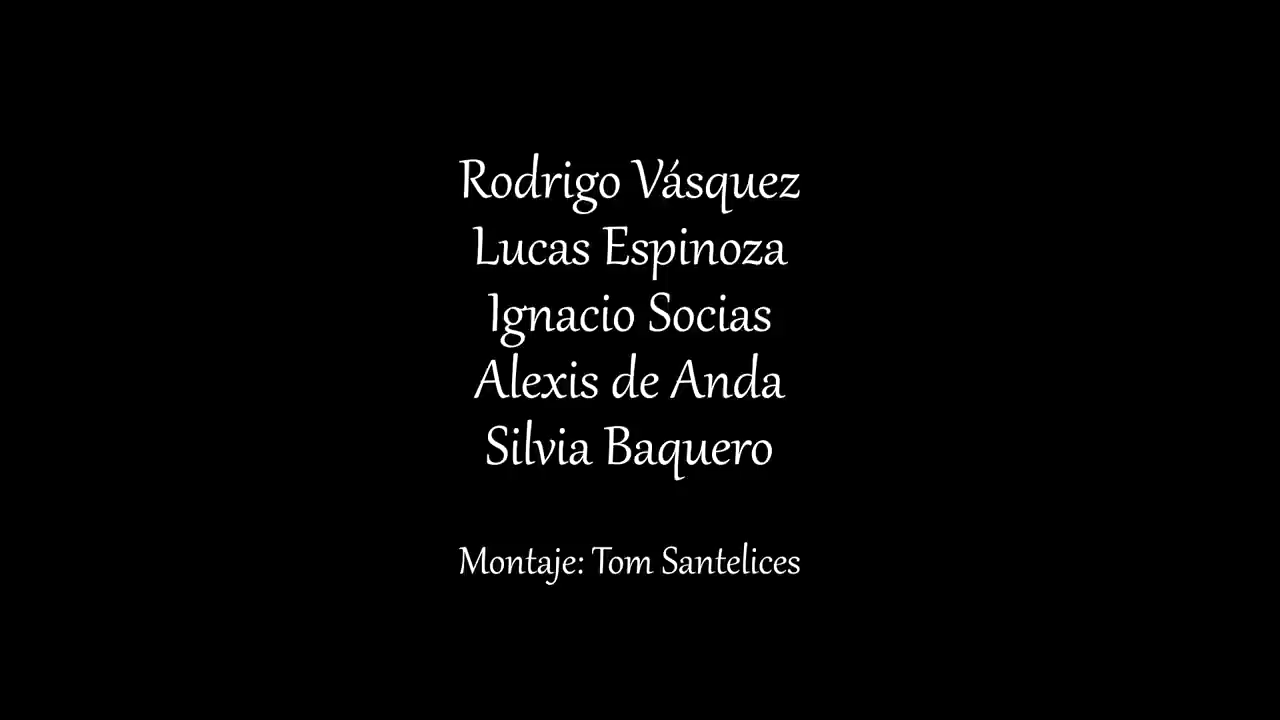 Rodrigo Vásquez
Lucas Espinoza
Ignacio Socias
Alexis de Anda
Silvia Baquero
Montaje: Tom Santelices